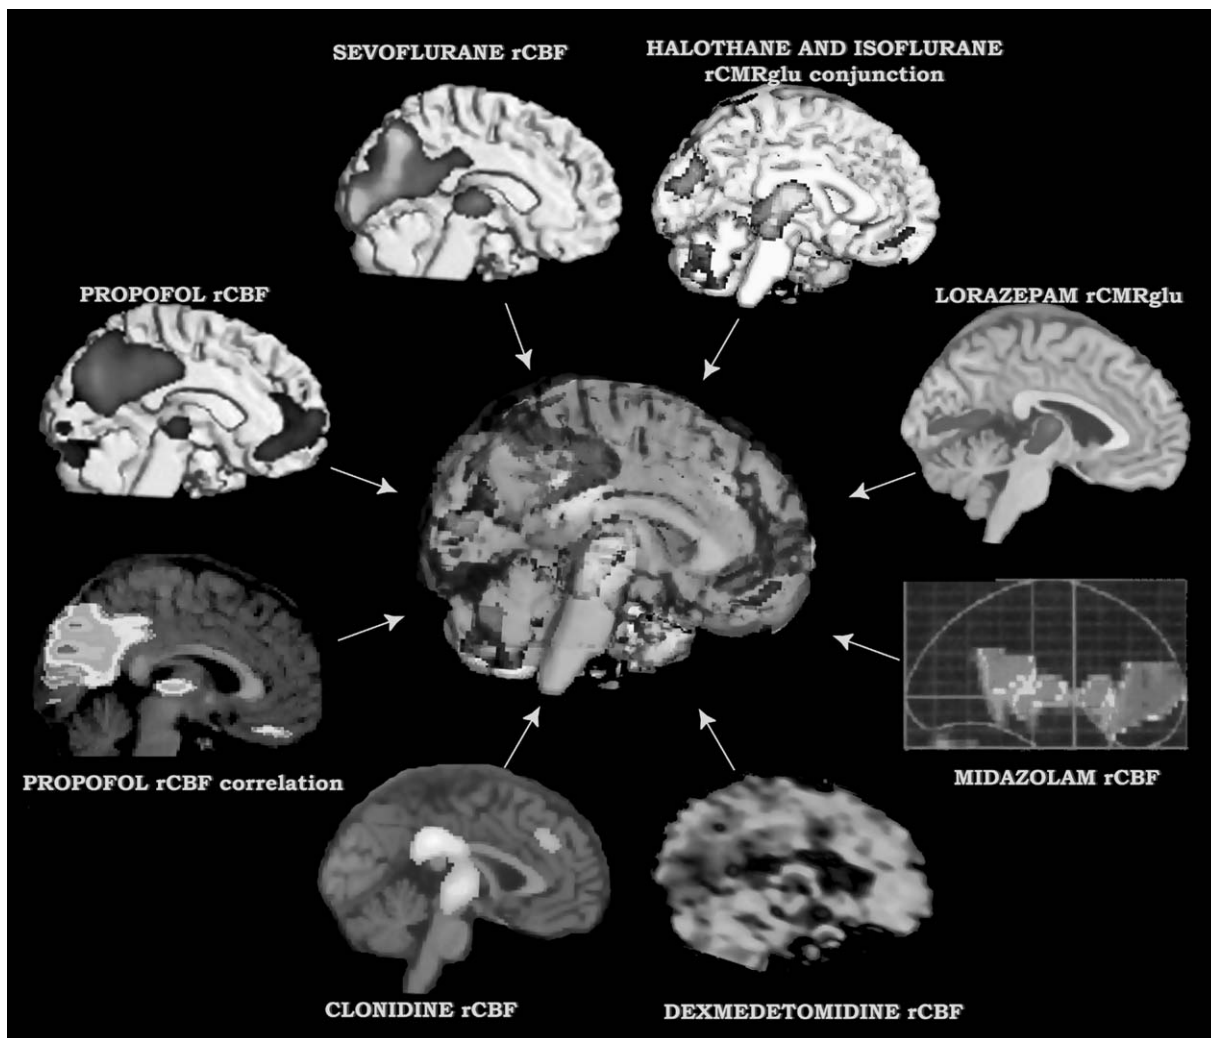 SEVOFLURANE rCBF
HALOTHANE AND ISOFLURANE
rCMRglu conjunction
PROPOFOL rCBF
LORAZEPAM rCMRglu
PROPOFOL rCBF correlation
MIDAZOLAM rCBF
CLONIDINE rCBF
DEXMEDETOMIDINE rCBF